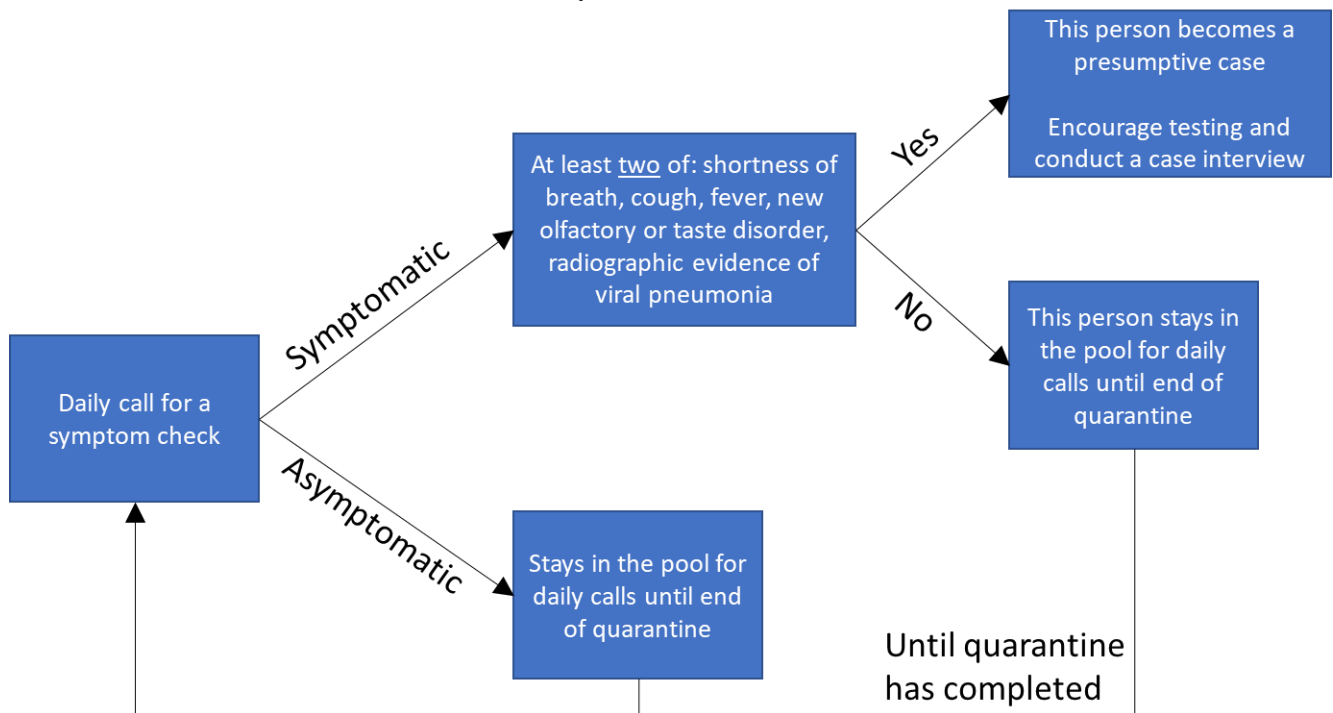 Daily call for a
symptom check
Symptomatic
Asymptomatic
At least two of: shortness of
breath, cough, fever, new
olfactory or taste disorder,
radiographic evidence of
viral pneumonia
Stays in the pool for
daily calls until end
of quarantine
Yes
No
This person becomes a
presumptive case
Encourage testing and
conduct a case interview
This person stays in
the pool for daily
calls until end of
quarantine
Until quarantine
has completed